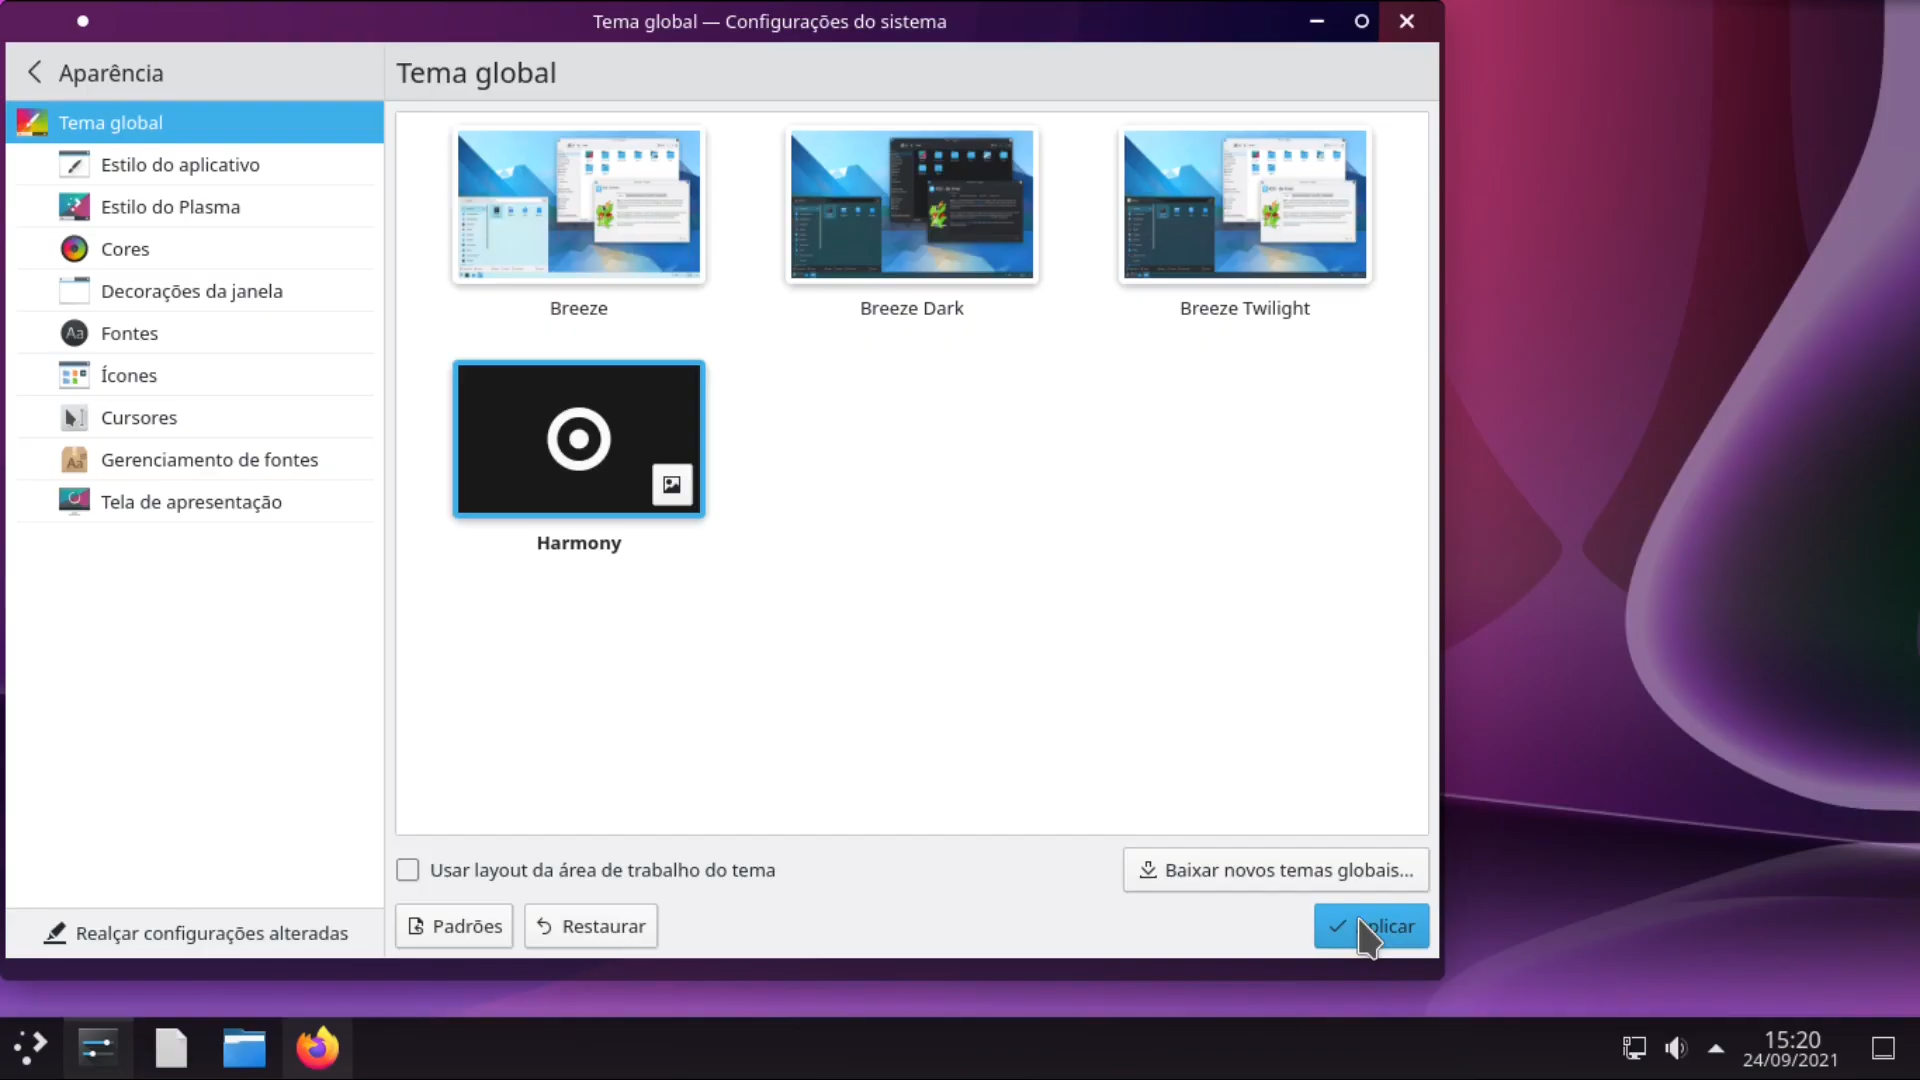 Tema global — Configurações do sistema
Aparência
Tema global
Tema global
Estilo do aplicativo
Estilo do Plasma
Cores
Decorações da janela
Fontes
Ícones
Cursores
Gerenciamento de fontes
Tela de apresentação
Realçar configurações alteradas
Breeze
Breeze Dark
Breeze Twilight
Harmony
Usar layout da área de trabalho do tema
Baixar novos temas globais...
Padrões
Restaurar
15:20
24/09/2021